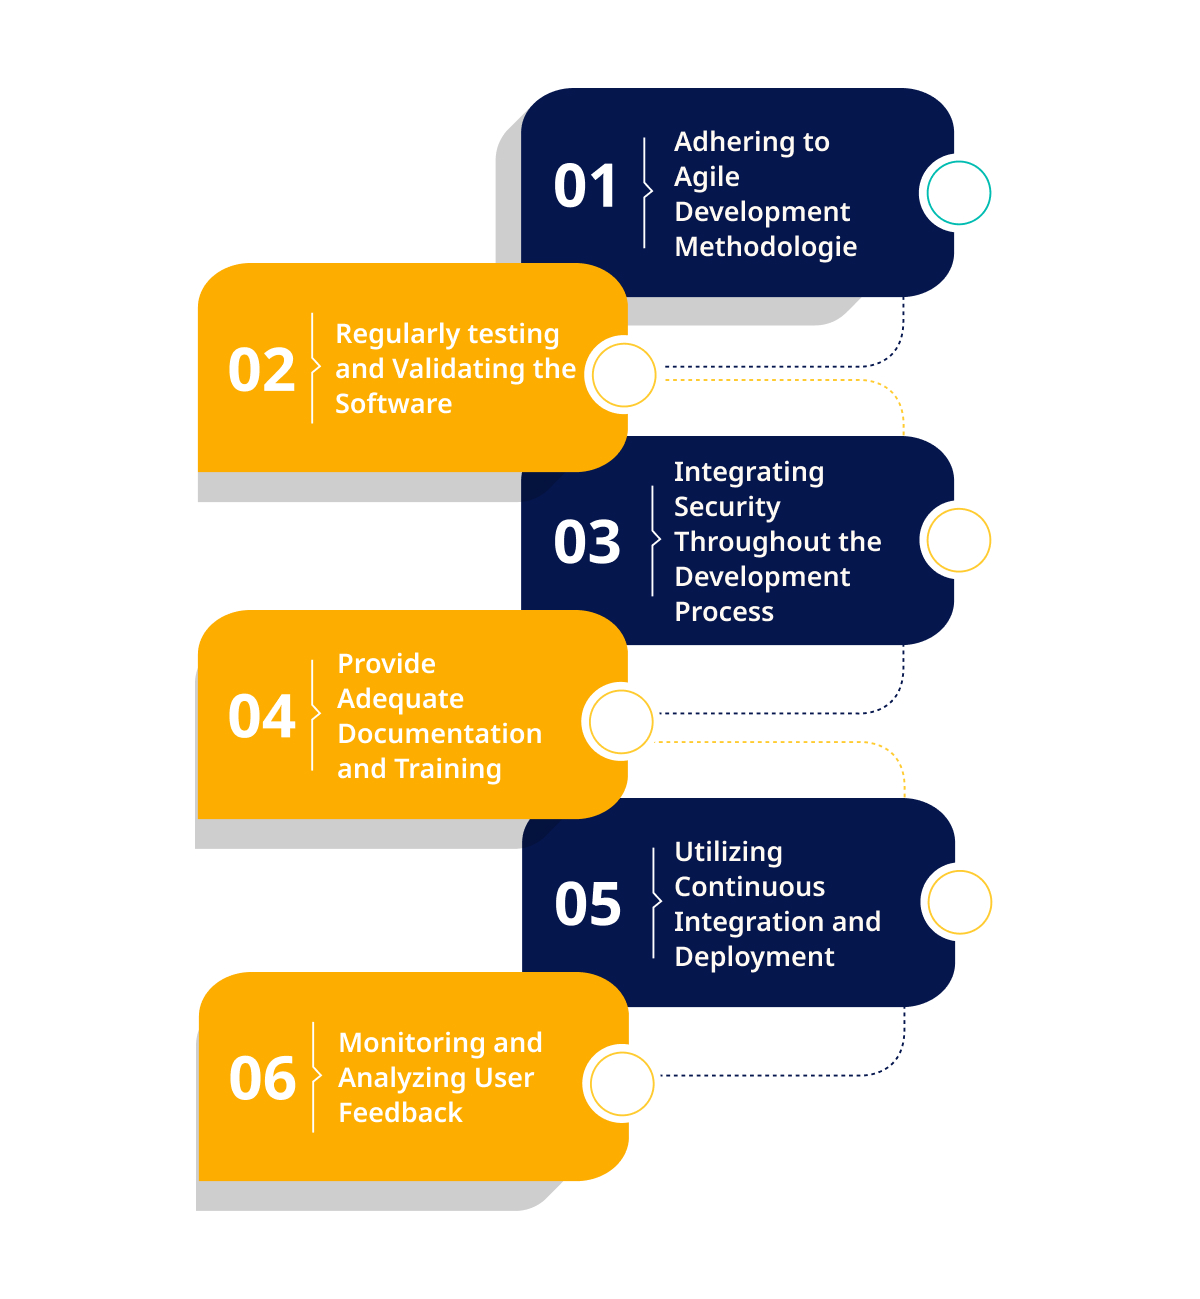 01
Adhering to
Agile
Development
Methodologie
02
Regularly testing
and Validating the
Software
03
Integrating
Security
Throughout the
Development
Process
04
Provide
Adequate
Documentation
and Training
05
Utilizing
Continuous
Integration and
Deployment
06
Monitoring and
Analyzing User
Feedback